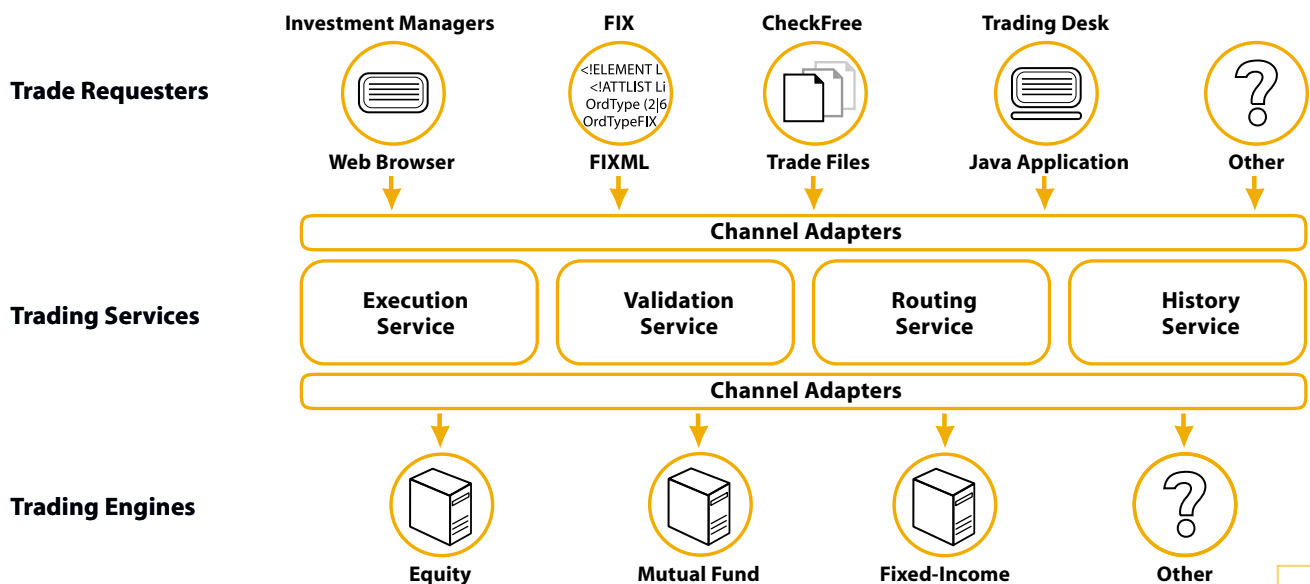 Investment Managers FIX CheckFree Trading Desk
Trade Requesters
<!ELEMENT L
<!ATTLIST Li
OrdType (2|6
OrdTypeFIX
Web Browser FIXML Trade Files Java Application Other
Channel Adapters
Trading Services
Execution
Service
Validation
Service
Routing
Service
History
Service
Channel Adapters
Trading Engines
? ?
Equity Mutual Fund Fixed-Income Other